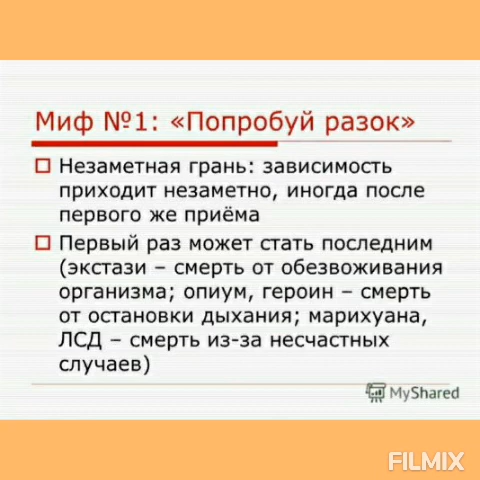 Миф №1: «Попробуй разок»
Незаметная грань: зависимость
приходит незаметно, иногда после
первого же приёма
Первый раз может стать последним
(экстази – смерть от обезвоживания
организма; опиум, героин – смерть
от остановки дыхания; марихуана,
ЛСД – смерть из-за несчастных
случаев)
MyShared
FILMIX